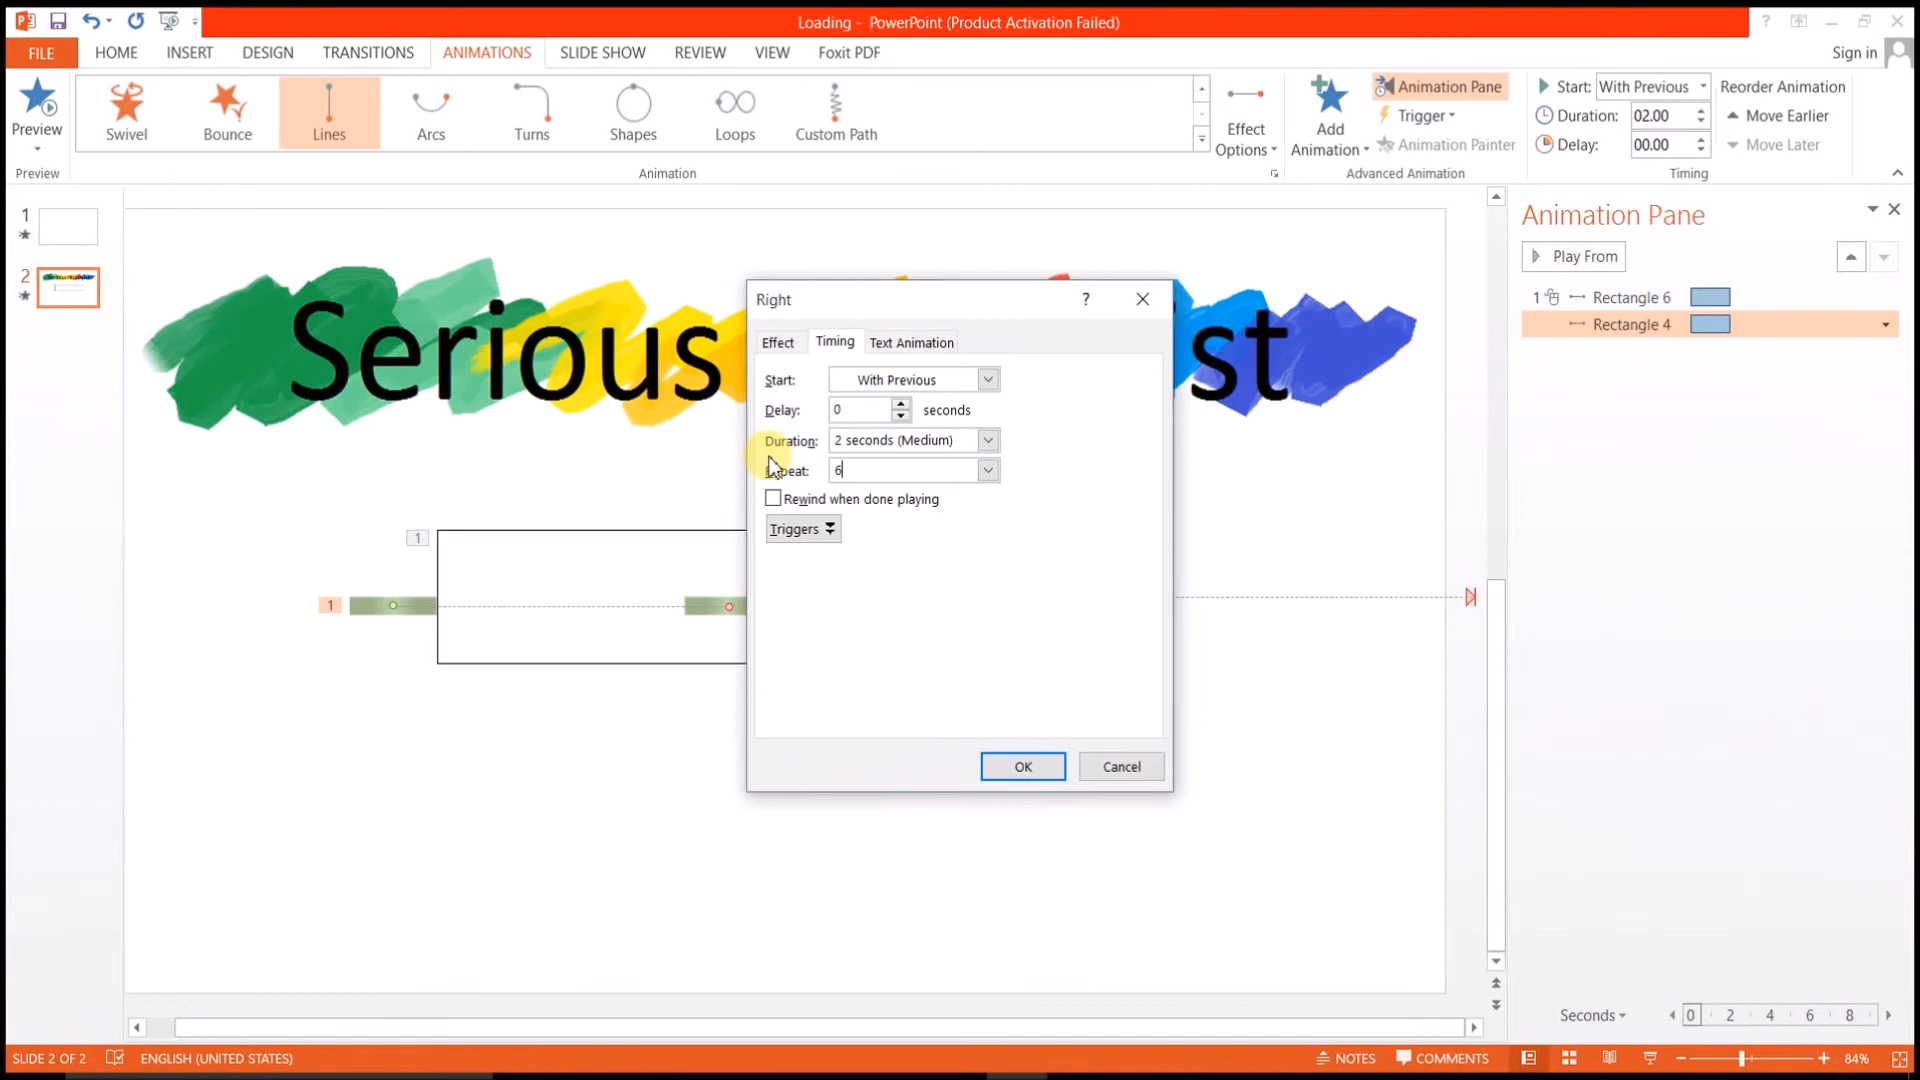 Loading - PowerPoint (Product Activation Failed)
FILE HOME INSERT DESIGN TRANSITIONS ANIMATIONS SLIDE SHOW REVIEW VIEW Foxit PDF Sign in
Preview
Swivel Bounce Lines Arcs Turns Shapes Loops Custom Path
Effect Options
Add Animation
Animation Pane
Trigger
Animation Painter
Start: With Previous
Duration: 02.00
Delay: 00.00
Reorder Animation
Move Earlier
Move Later
Preview Animation Advanced Animation Timing
1
2
Serious st
1
1
Right ?
Effect Timing Text Animation
Start: With Previous
Delay: 0 seconds
Duration: 2 seconds (Medium)
Repeat: 6
Rewind when done playing
Triggers
OK Cancel
Animation Pane
Play From
1 Rectangle 6
Rectangle 4
Seconds 0 2 4 6 8
SLIDE 2 OF 2 ENGLISH (UNITED STATES) NOTES COMMENTS 84%